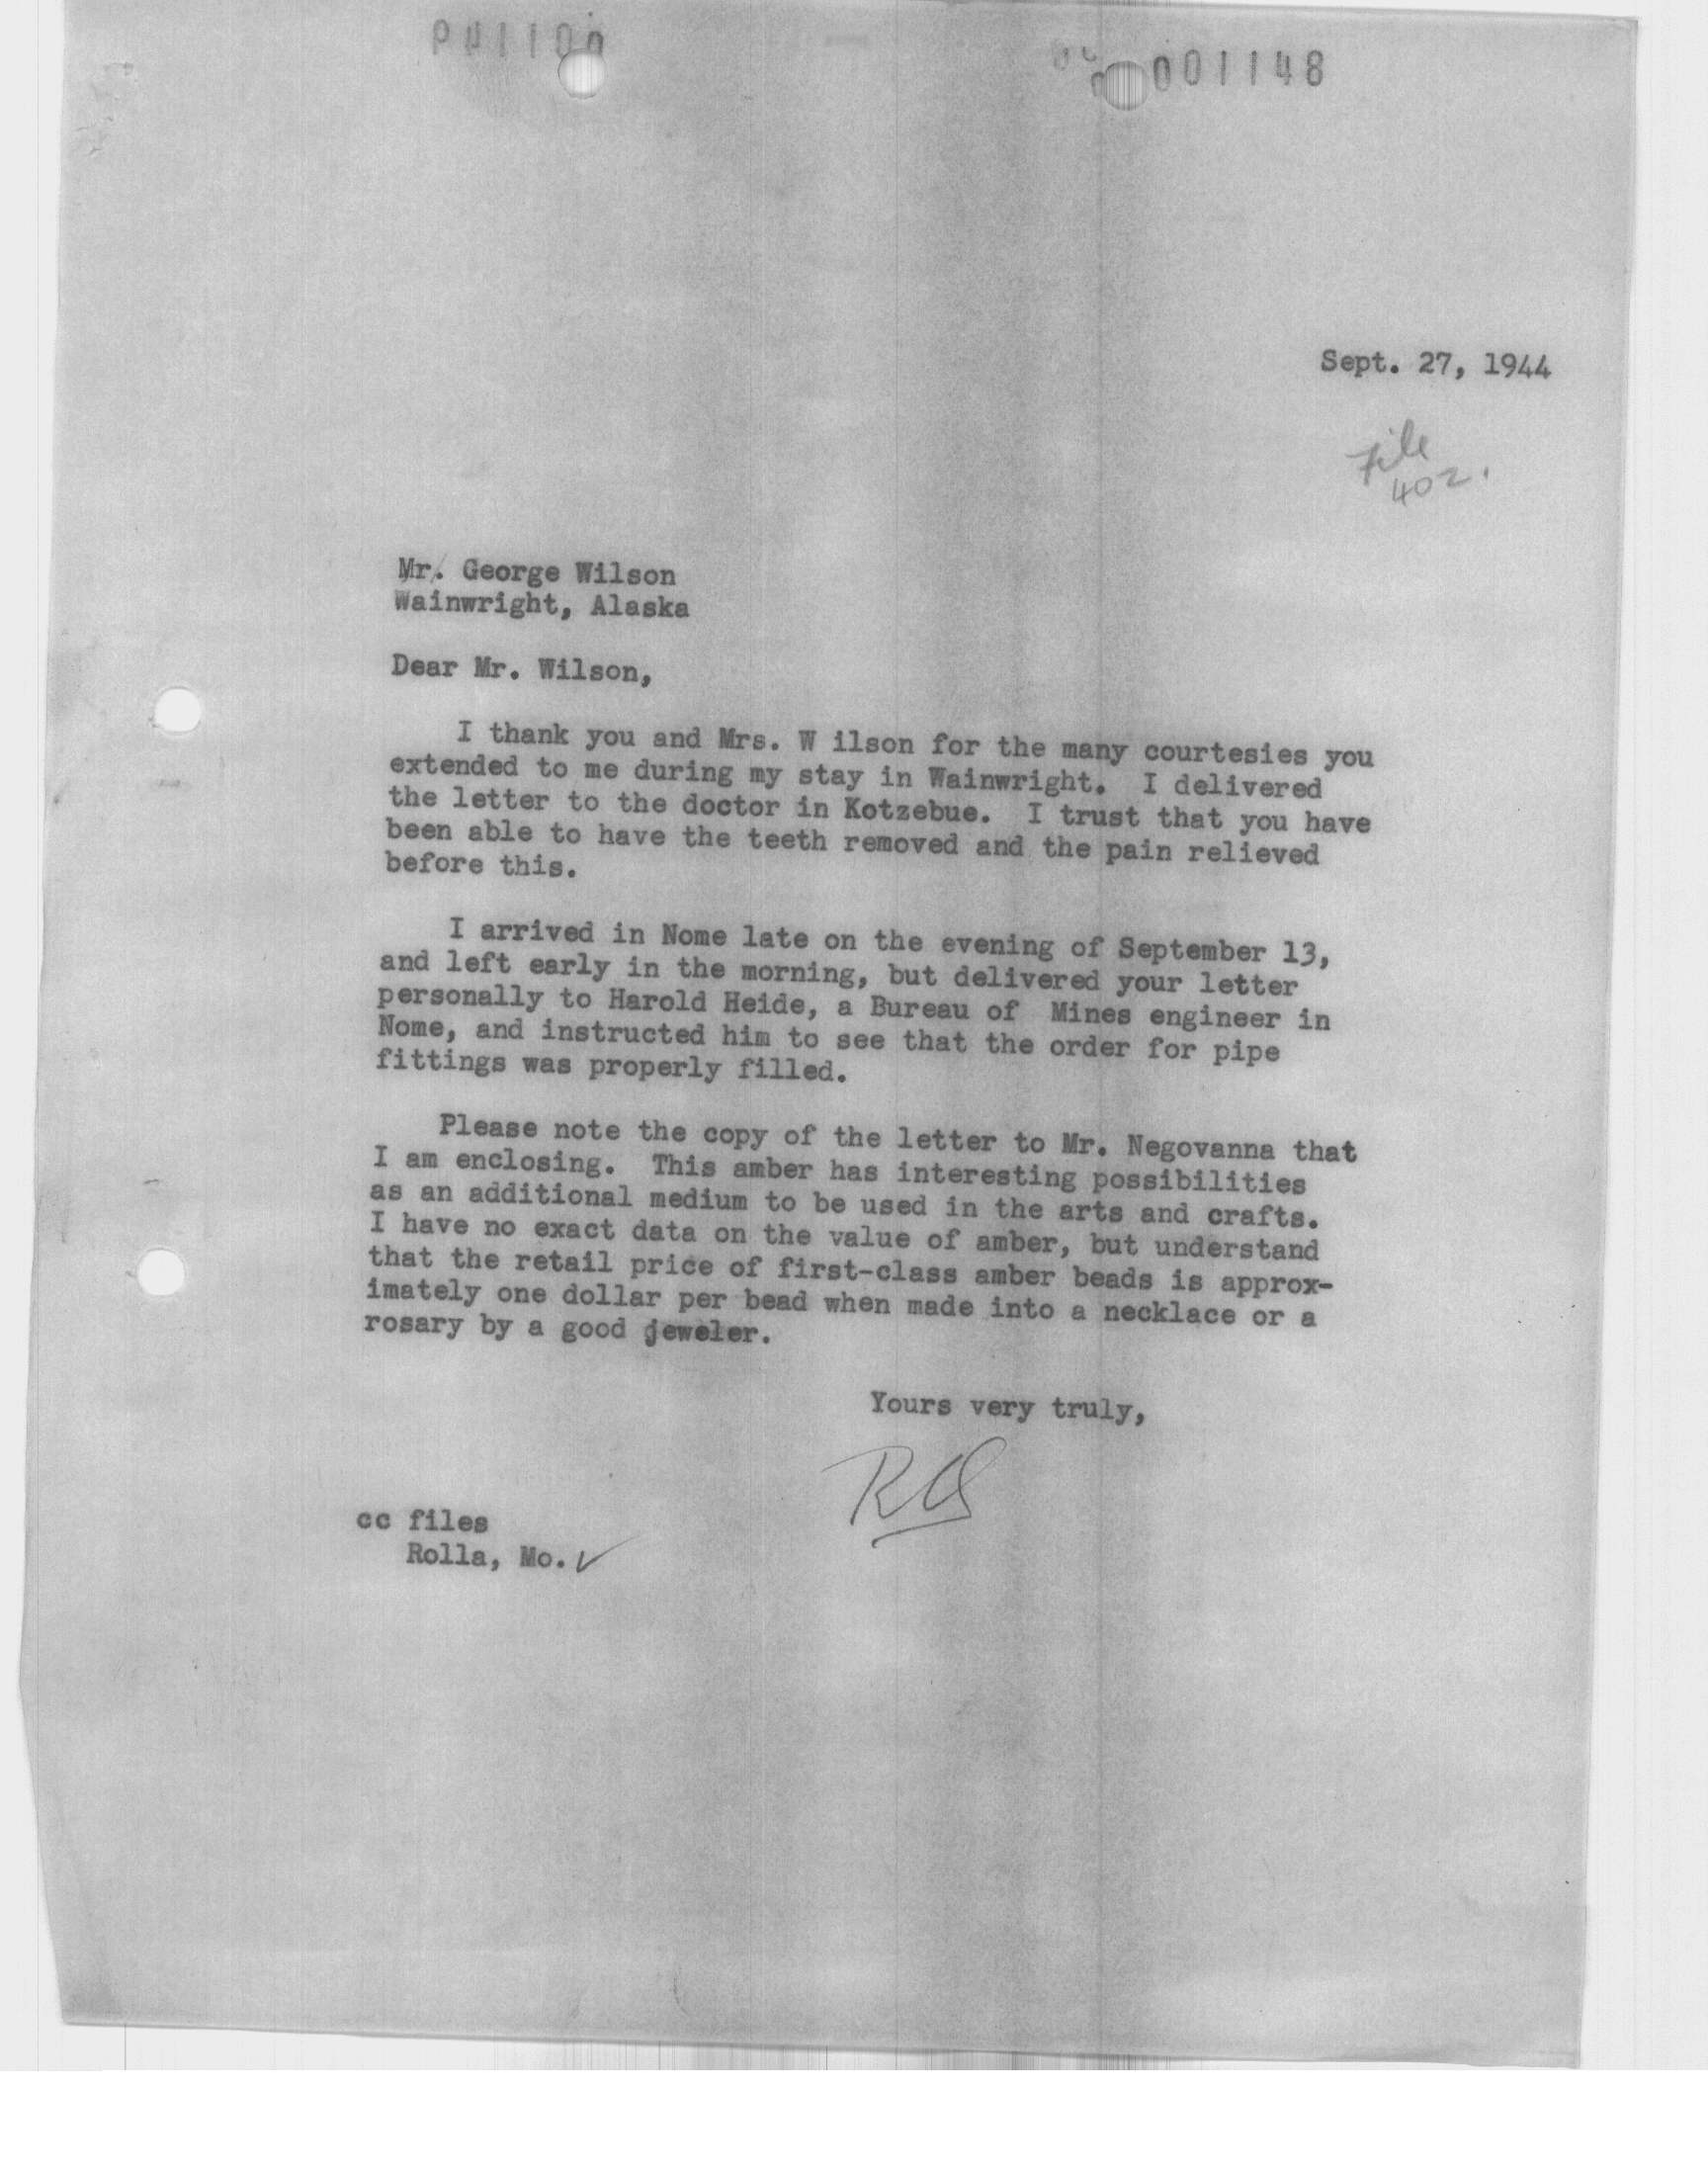 001148
Sept. 27, 1944
File
402.
Mr. George Wilson
Wainwright, Alaska
Dear Mr. Wilson,
I thank you and Mrs. W ilson for the many courtesies you
extended to me during my stay in Wainwright. I delivered
the letter to the doctor in Kotzebue. I trust that you have
been able to have the teeth removed and the pain relieved
before this.
I arrived in Nome late on the evening of September 13,
and left early in the morning, but delivered your letter
personally to Harold Heide, a Bureau of Mines engineer in
Nome, and instructed him to see that the order for pipe
fittings was properly filled.
Please note the copy of the letter to Mr. Negovanna that
I am enclosing. This amber has interesting possibilities
as an additional medium to be used in the arts and crafts.
I have no exact data on the value of amber, but understand
that the retail price of first-class amber beads is approx-
imately one dollar per bead when made into a necklace or a
rosary by a good jeweler.
Yours very truly,
cc files
Rolla, Mo. ✓